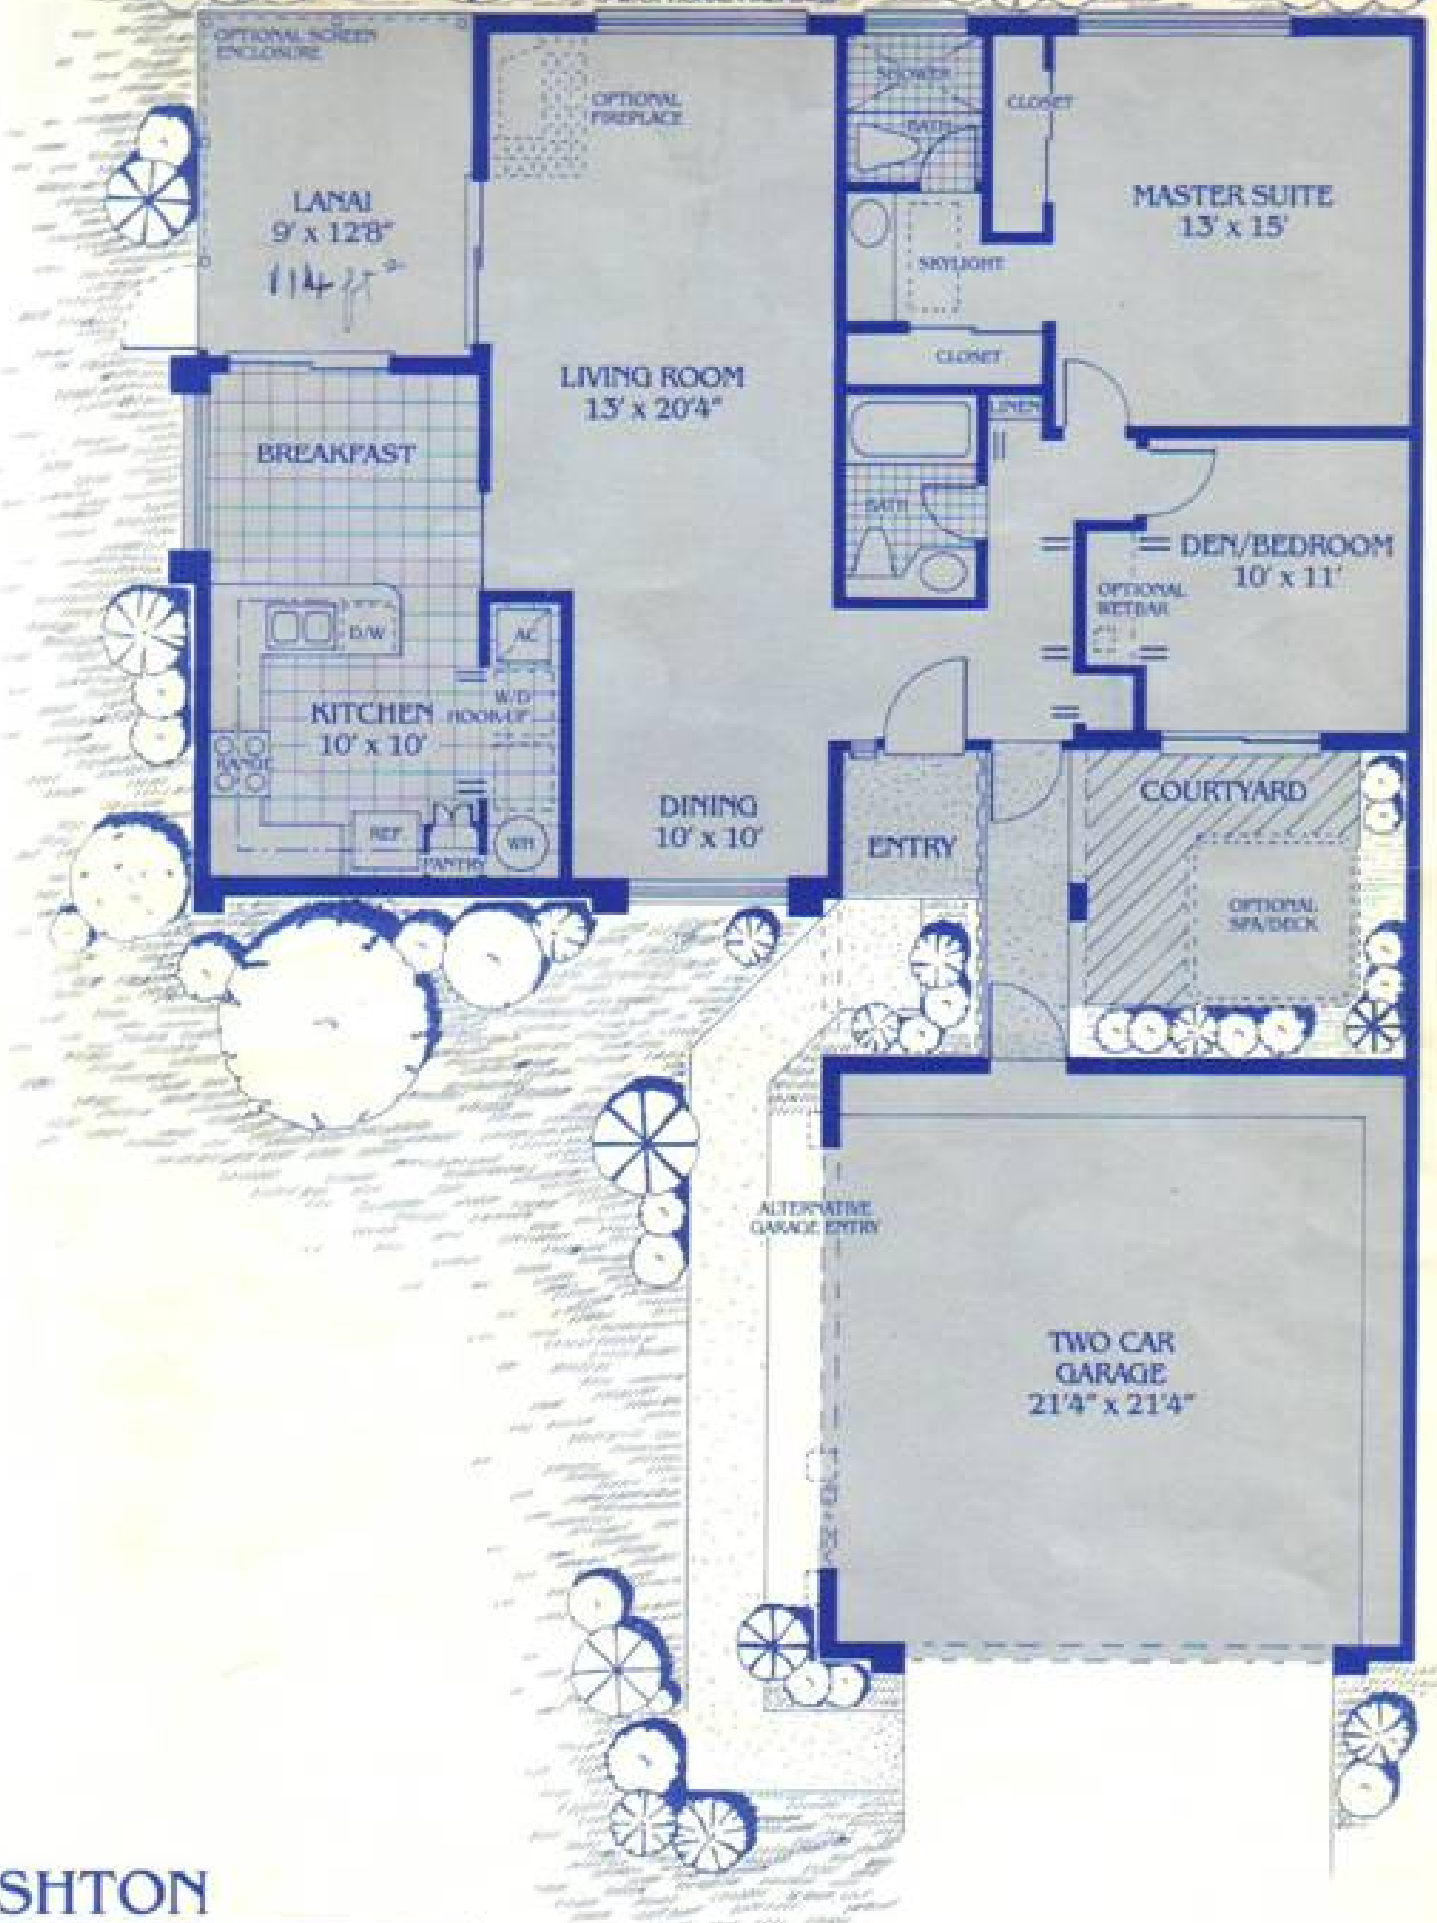 OPTIONAL SCREEN
ENCLOSURE
OPTIONAL
FIREPLACE
SHOWER
BATH
CLOSET
LANAI
9' x 12'8"
114 ft²
MASTER SUITE
13' x 15'
SKYLIGHT
CLOSET
LIVING ROOM
13' x 20'4"
LINEN
BREAKFAST
BATH
DEN/BEDROOM
10' x 11'
OPTIONAL
WETBAR
D/W
AC
W/D
HOOK-UP
KITCHEN
10' x 10'
RANGE
REF
PANTRY
WH
DINING
10' x 10'
ENTRY
COURTYARD
OPTIONAL
SPA/DECK
ALTERNATIVE
GARAGE ENTRY
TWO CAR
GARAGE
21'4" x 21'4"
SHTON